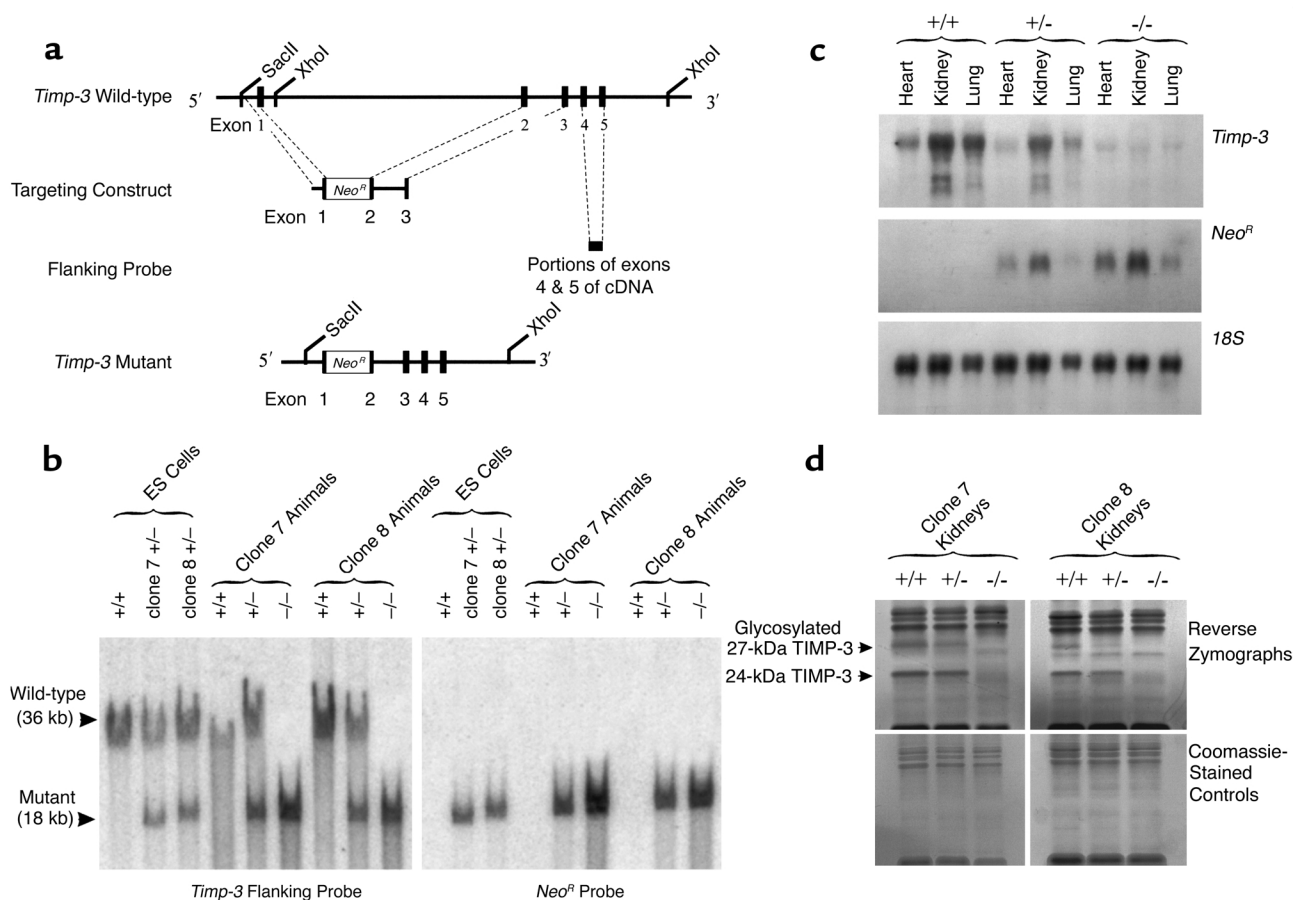 a
SacII
XhoI
XhoI
Timp-3 Wild-type
5′
3′
Exon 1 2 3 4 5
Targeting Construct
Neo^R
Exon 1 2 3
Flanking Probe
Portions of exons
4 & 5 of cDNA
SacII
XhoI
Timp-3 Mutant
5′
Neo^R
3′
Exon 1 2 3 4 5
b
ES Cells
Clone 7 Animals
Clone 8 Animals
+/+
clone 7 +/–
clone 8 +/–
+/+
+/–
–/–
+/+
+/–
–/–
ES Cells
Clone 7 Animals
Clone 8 Animals
+/+
clone 7 +/–
clone 8 +/–
+/+
+/–
–/–
+/+
+/–
–/–
Wild-type
(36 kb)
Mutant
(18 kb)
Timp-3 Flanking Probe
Neo^R Probe
c
+/+ +/- -/-
Heart
Kidney
Lung
Heart
Kidney
Lung
Heart
Kidney
Lung
Timp-3
Neo^R
18S
d
Clone 7
Kidneys
Clone 8
Kidneys
+/+ +/- -/-
+/+ +/- -/-
Glycosylated
27-kDa TIMP-3
24-kDa TIMP-3
Reverse
Zymographs
Coomassie-
Stained
Controls